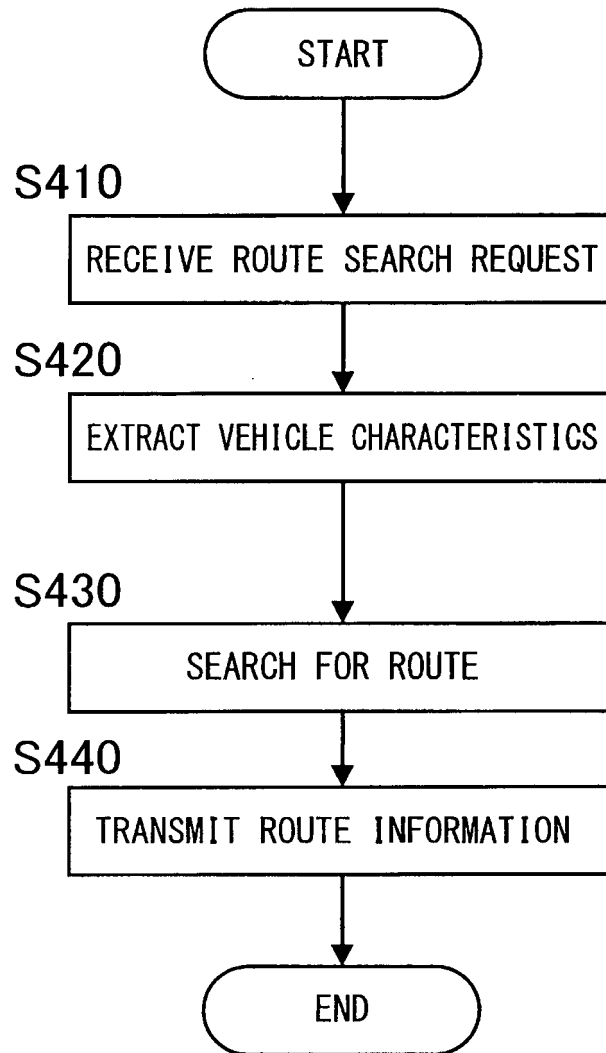 START
S410
RECEIVE ROUTE SEARCH REQUEST
S420
EXTRACT VEHICLE CHARACTERISTICS
S430
SEARCH FOR ROUTE
S440
TRANSMIT ROUTE INFORMATION
END